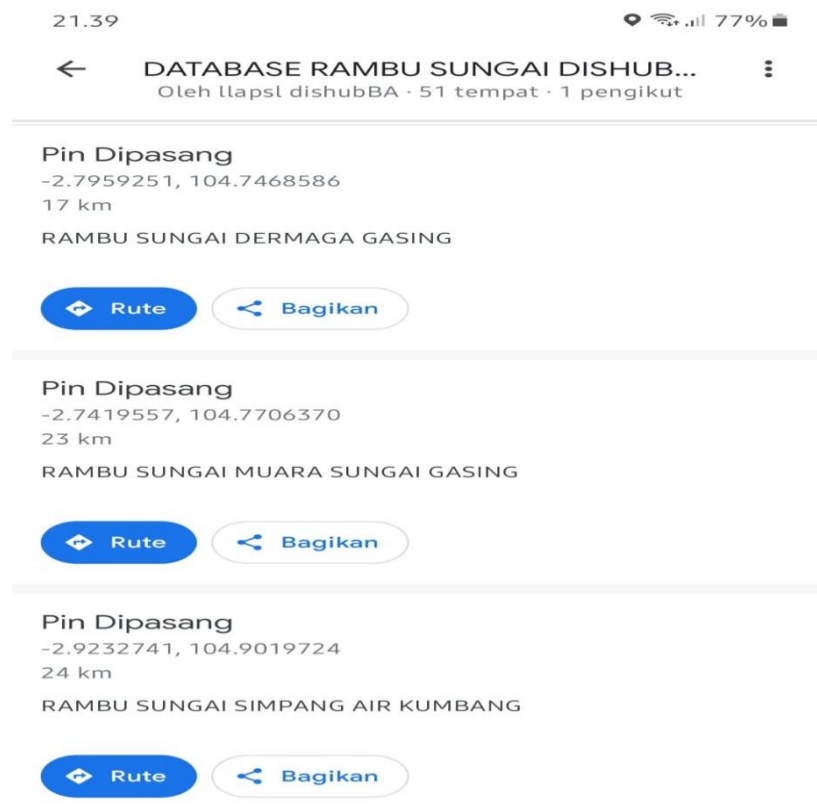 21.39 77%
DATABASE RAMBU SUNGAI DISHUB...
Oleh llapsl dishubBA · 51 tempat · 1 pengikut
Pin Dipasang
-2.7959251, 104.7468586
17 km
RAMBU SUNGAI DERMAGA GASING
Rute Bagikan
Pin Dipasang
-2.7419557, 104.7706370
23 km
RAMBU SUNGAI MUARA SUNGAI GASING
Rute Bagikan
Pin Dipasang
-2.9232741, 104.9019724
24 km
RAMBU SUNGAI SIMPANG AIR KUMBANG
Rute Bagikan